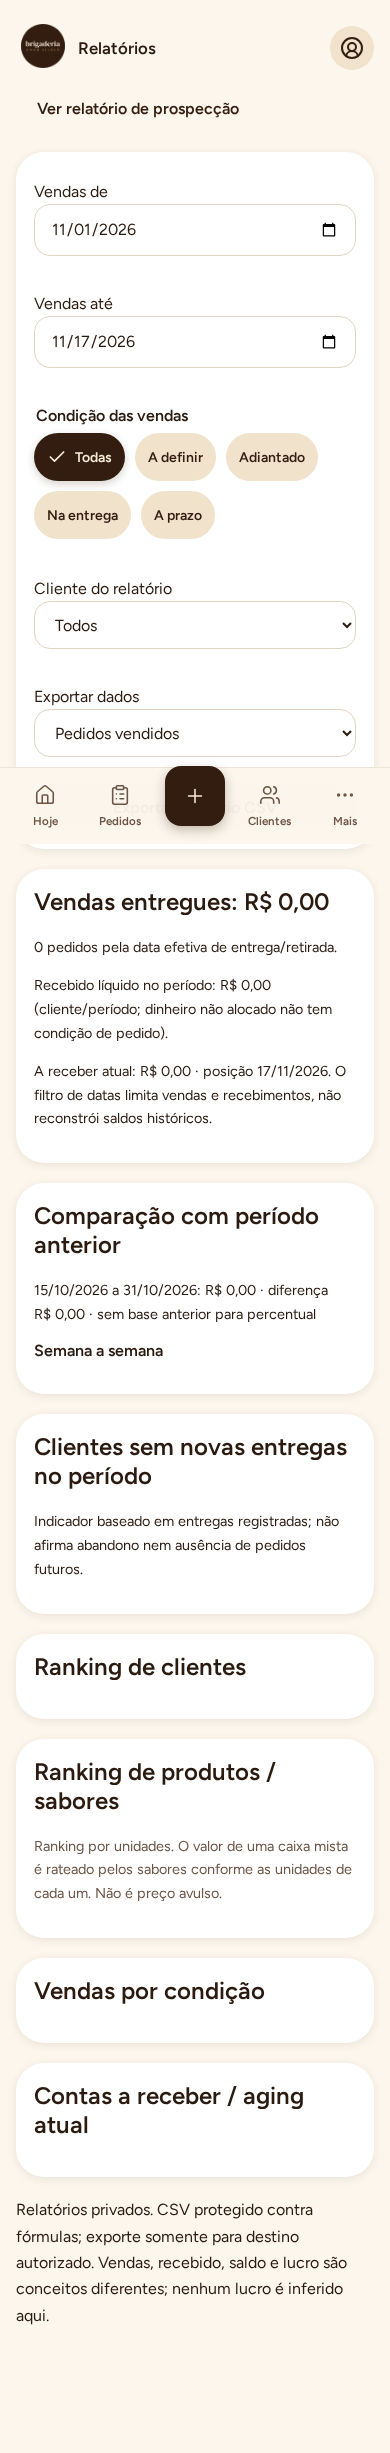 brigaderia
Relatórios
Ver relatório de prospecção
Vendas de
11/01/2026
Vendas até
11/17/2026
Condição das vendas
Todas
A definir
Adiantado
Na entrega
A prazo
Cliente do relatório
Todos
Exportar dados
Pedidos vendidos
Hoje
Pedidos
Clientes
Mais
Vendas entregues: R$ 0,00
0 pedidos pela data efetiva de entrega/retirada.
Recebido líquido no período: R$ 0,00
(cliente/período; dinheiro não alocado não tem
condição de pedido).
A receber atual: R$ 0,00 · posição 17/11/2026. O
filtro de datas limita vendas e recebimentos, não
reconstrói saldos históricos.
Comparação com período
anterior
15/10/2026 a 31/10/2026: R$ 0,00 · diferença
R$ 0,00 · sem base anterior para percentual
Semana a semana
Clientes sem novas entregas
no período
Indicador baseado em entregas registradas; não
afirma abandono nem ausência de pedidos
futuros.
Ranking de clientes
Ranking de produtos /
sabores
Ranking por unidades. O valor de uma caixa mista
é rateado pelos sabores conforme as unidades de
cada um. Não é preço avulso.
Vendas por condição
Contas a receber / aging
atual
Relatórios privados. CSV protegido contra
fórmulas; exporte somente para destino
autorizado. Vendas, recebido, saldo e lucro são
conceitos diferentes; nenhum lucro é inferido
aqui.